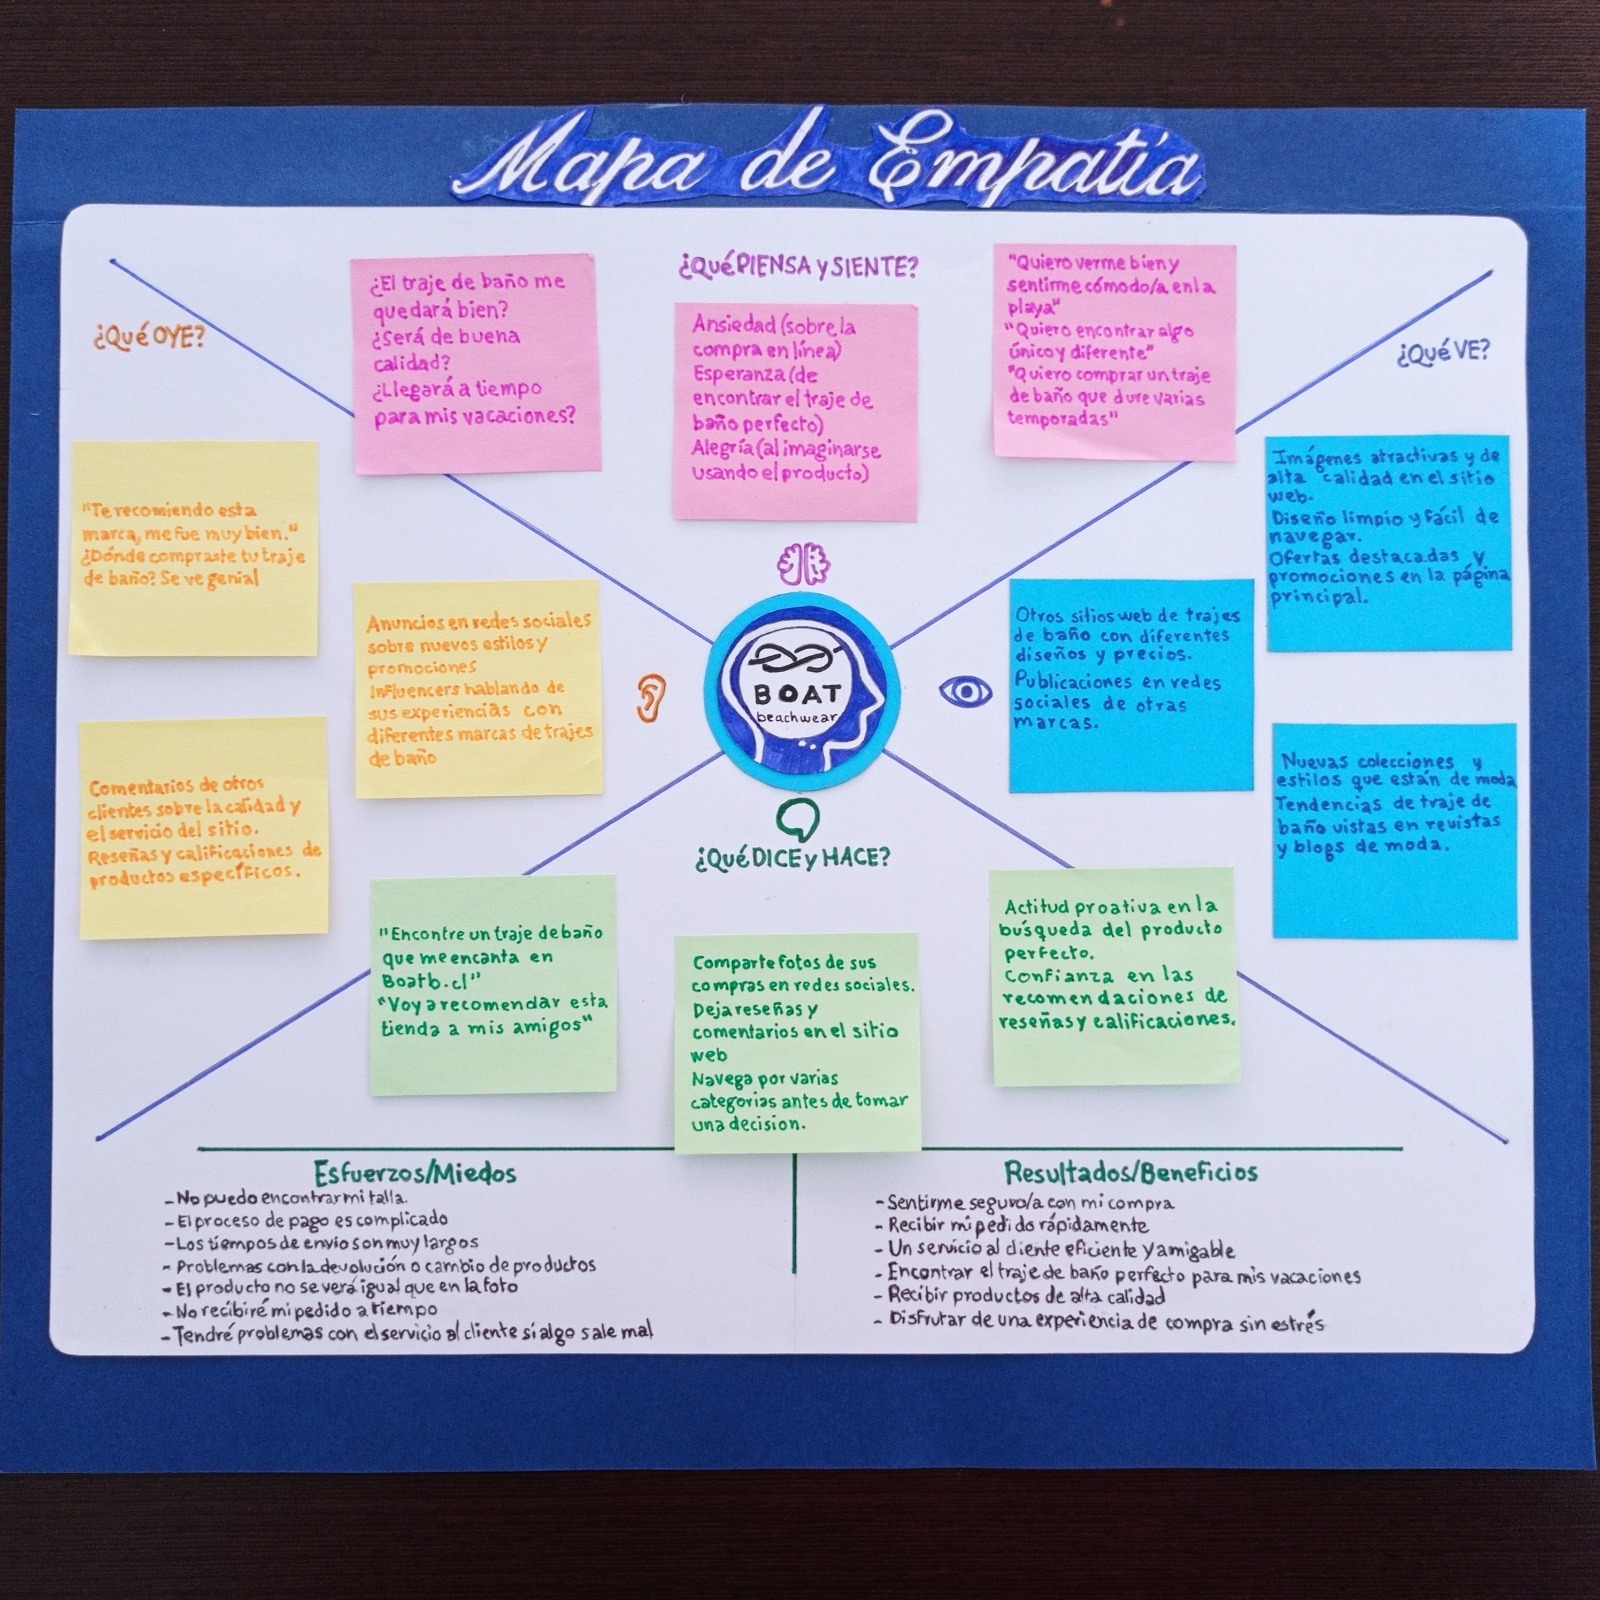 Mapa de Empatía
¿Qué PIENSA y SIENTE?
¿El traje de baño me
quedará bien?
¿Será de buena
calidad?
¿Llegará a tiempo
para mis vacaciones?
Ansiedad (sobre la
compra en línea)
Esperanza (de
encontrar el traje de
baño perfecto)
Alegría (al imaginarse
usando el producto)
"Quiero verme bien y
sentirme cómodo/a en la
playa"
"Quiero encontrar algo
único y diferente"
"Quiero comprar un traje
de baño que dure varias
temporadas"
¿Qué OYE?
"Te recomiendo esta
marca, me fue muy bien."
¿Dónde compraste tu traje
de baño? Se ve genial
Anuncios en redes sociales
sobre nuevos estilos y
promociones
Influencers hablando de
sus experiencias con
diferentes marcas de trajes
de baño
Comentarios de otros
clientes sobre la calidad y
el servicio del sitio.
Reseñas y calificaciones de
productos específicos.
BOAT
beachwear
¿Qué VE?
Imágenes atractivas y de
alta calidad en el sitio
web.
Diseño limpio y fácil de
navegar.
Ofertas destacadas y
promociones en la página
principal.
Otros sitios web de trajes
de baño con diferentes
diseños y precios.
Publicaciones en redes
sociales de otras
marcas.
Nuevas colecciones y
estilos que están de moda
Tendencias de traje de
baño vistas en revistas
y blogs de moda.
¿Qué DICE y HACE?
"Encontre un traje de baño
que me encanta en
Boatb.cl"
"Voy a recomendar esta
tienda a mis amigos"
Comparte fotos de sus
compras en redes sociales.
Deja reseñas y
comentarios en el sitio
web
Navega por varias
categorias antes de tomar
una decision.
Actitud proativa en la
búsqueda del producto
perfecto.
Confianza en las
recomendaciones de
reseñas y calificaciones.
Esfuerzos/Miedos
- No puedo encontrar mi talla.
- El proceso de pago es complicado
- Los tiempos de envio son muy largos
- Problemas con la devolución o cambio de productos
- El producto no se verá igual que en la foto
- No recibiré mi pedido a tiempo
- Tendré problemas con el servicio al cliente si algo sale mal
Resultados/Beneficios
- Sentirme seguro/a con mi compra
- Recibir mi pedido rápidamente
- Un servicio al cliente eficiente y amigable
- Encontrar el traje de baño perfecto para mis vacaciones
- Recibir productos de alta calidad
- Disfrutar de una experiencia de compra sin estrés